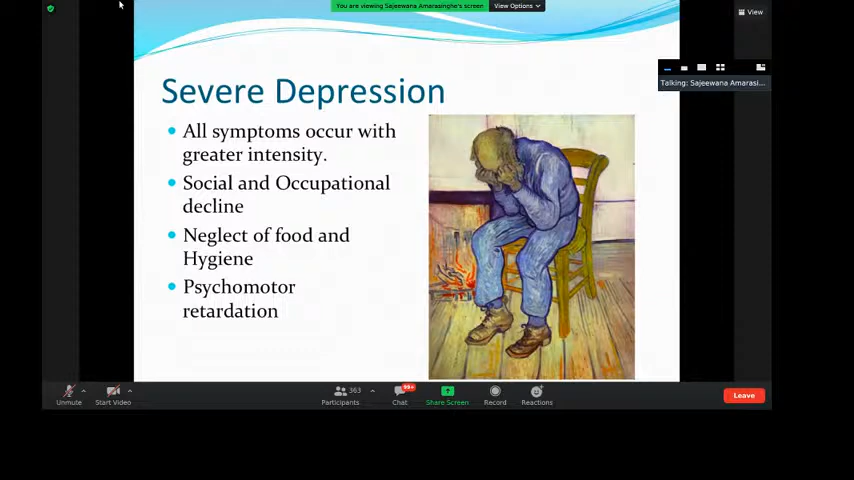 You are viewing Sajeewana Amarasinghe's screen
View Options
View
Talking: Sajeewana Amarasi...
Severe Depression
All symptoms occur with
greater intensity.
Social and Occupational
decline
Neglect of food and
Hygiene
Psychomotor
retardation
Unmute
Start Video
363
Participants
99+
Chat
Share Screen
Record
Reactions
Leave